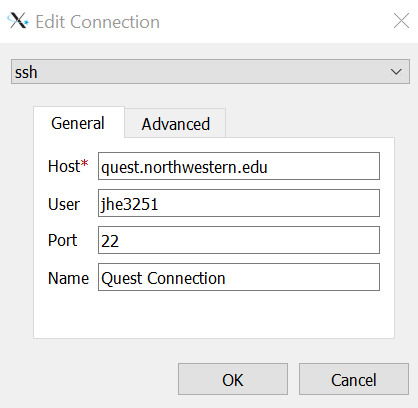 Edit Connection
ssh
General Advanced
Host* quest.northwestern.edu
User jhe3251
Port 22
Name Quest Connection
OK Cancel